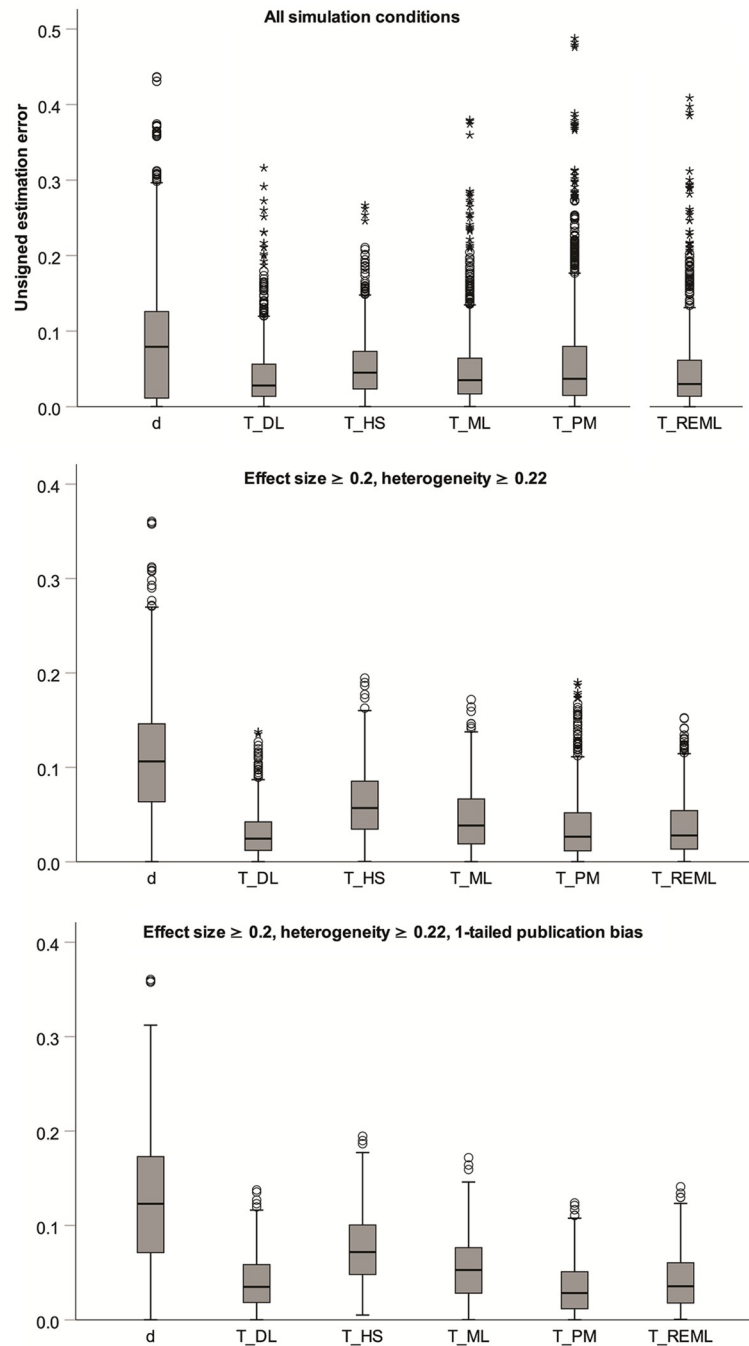 All simulation conditions
Unsigned estimation error
0.5
0.4
0.3
0.2
0.1
0.0
d T_DL T_HS T_ML T_PM T_REML
Effect size ≥ 0.2, heterogeneity ≥ 0.22
0.4
0.3
0.2
0.1
0.0
d T_DL T_HS T_ML T_PM T_REML
Effect size ≥ 0.2, heterogeneity ≥ 0.22, 1-tailed publication bias
0.4
0.3
0.2
0.1
0.0
d T_DL T_HS T_ML T_PM T_REML